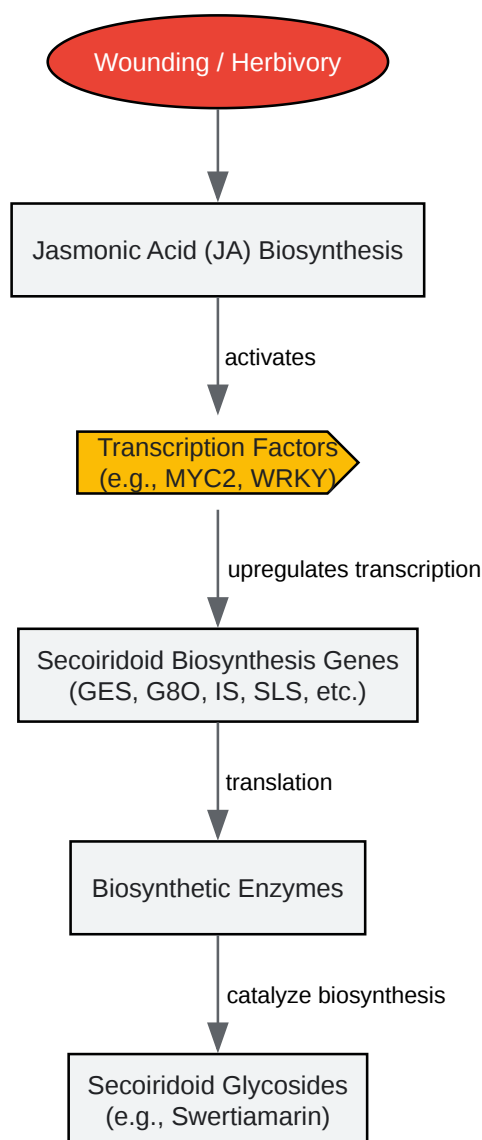 Wounding / Herbivory
Jasmonic Acid (JA) Biosynthesis
activates
Transcription Factors
(e.g., MYC2, WRKY)
upregulates transcription
Secoiridoid Biosynthesis Genes
(GES, G8O, IS, SLS, etc.)
translation
Biosynthetic Enzymes
catalyze biosynthesis
Secoiridoid Glycosides
(e.g., Swertiamarin)